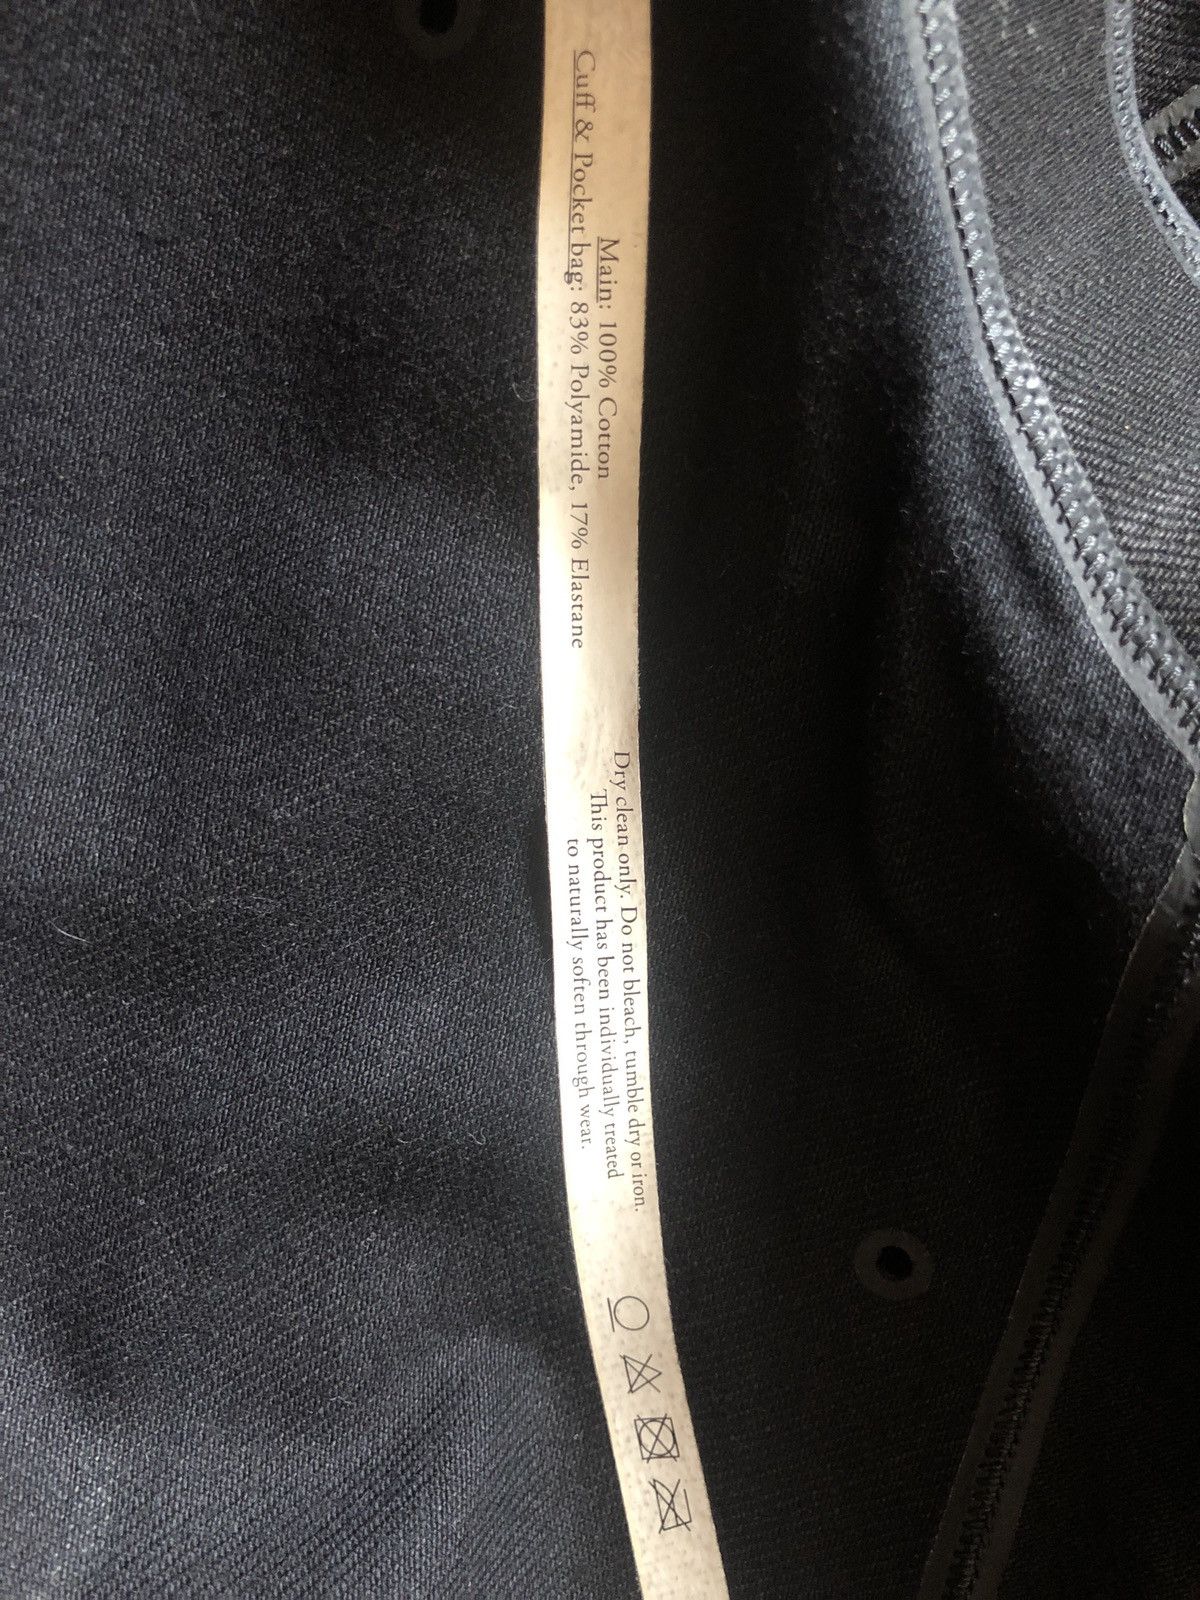 Main: 100% Cotton
Cuff & Pocket bag: 83% Polyamide, 17% Elastane
Dry clean only. Do not bleach, tumble dry or iron.
This product has been individually treated
to naturally soften through wear.